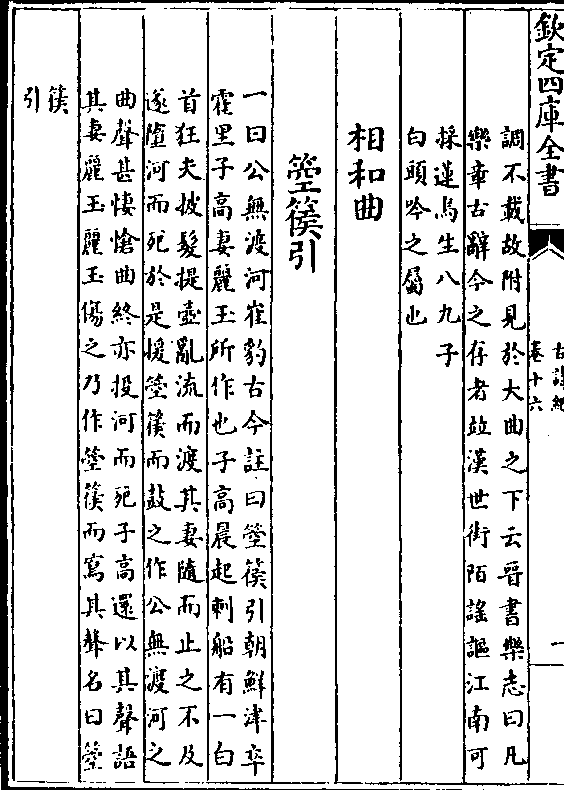 欽定四庫全書
古詩紀
卷十六
一
調不載故附見於大曲之下云晉書樂志曰凡
樂章古辭今之存者竝漢世街陌謠謳江南可
採蓮烏生八九子
白頭吟之屬也
相和曲
箜篌引
一曰公無渡河崔豹古今註曰箜篌引朝鮮津卒
霍里子高妻麗玉所作也子高晨起刺船有一白
首狂夫披髮提壺亂流而渡其妻隨而止之不及
遂墮河而死於是援箜篌而鼓之作公無渡河之
曲聲甚悽愴曲終亦投河而死子高還以其聲語
其妻麗玉麗玉傷之乃作箜篌而寫其聲名曰箜
篌
引